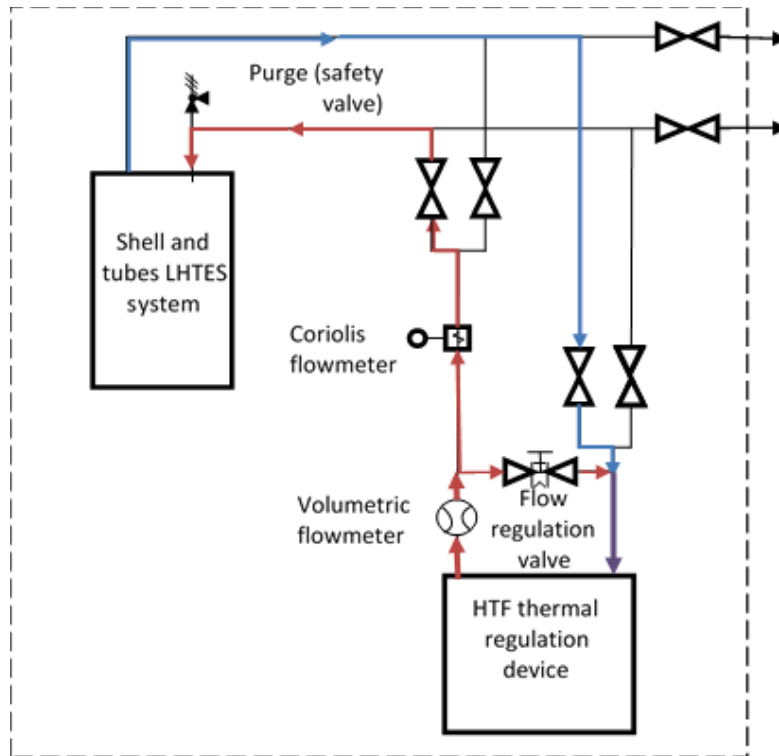 Purge (safety
valve)
Shell and
tubes LHTES
system
Coriolis
flowmeter
Volumetric
flowmeter
Flow
regulation
valve
HTF thermal
regulation
device